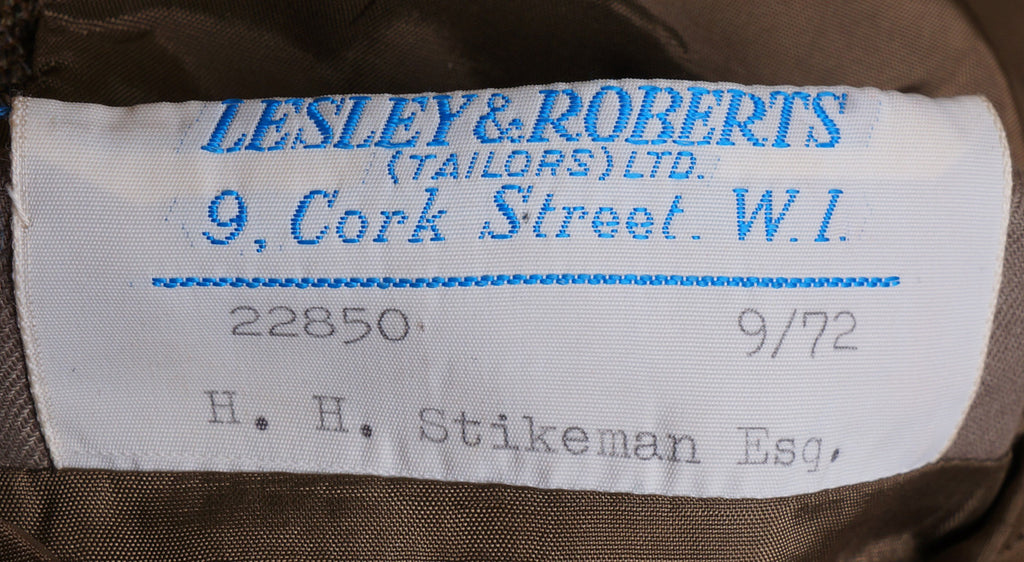 LESLEY & ROBERTS
(TAILORS) LTD.
9, Cork Street. W.1.
22850 9/72
H. H. Stikeman Esq.